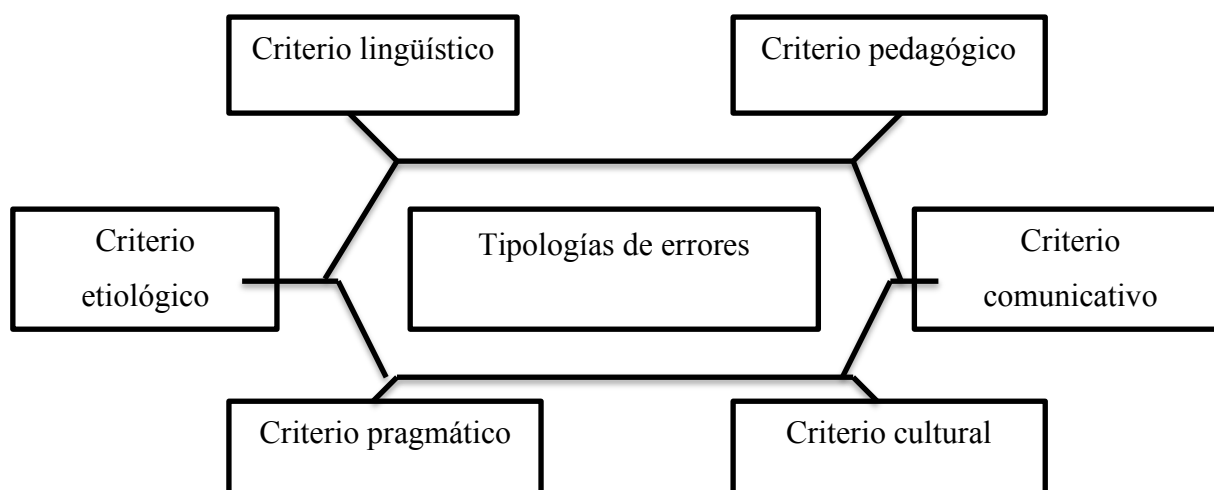 Criterio lingüístico
Criterio pedagógico
Criterio
etiológico
Tipologías de errores
Criterio
comunicativo
Criterio pragmático
Criterio cultural